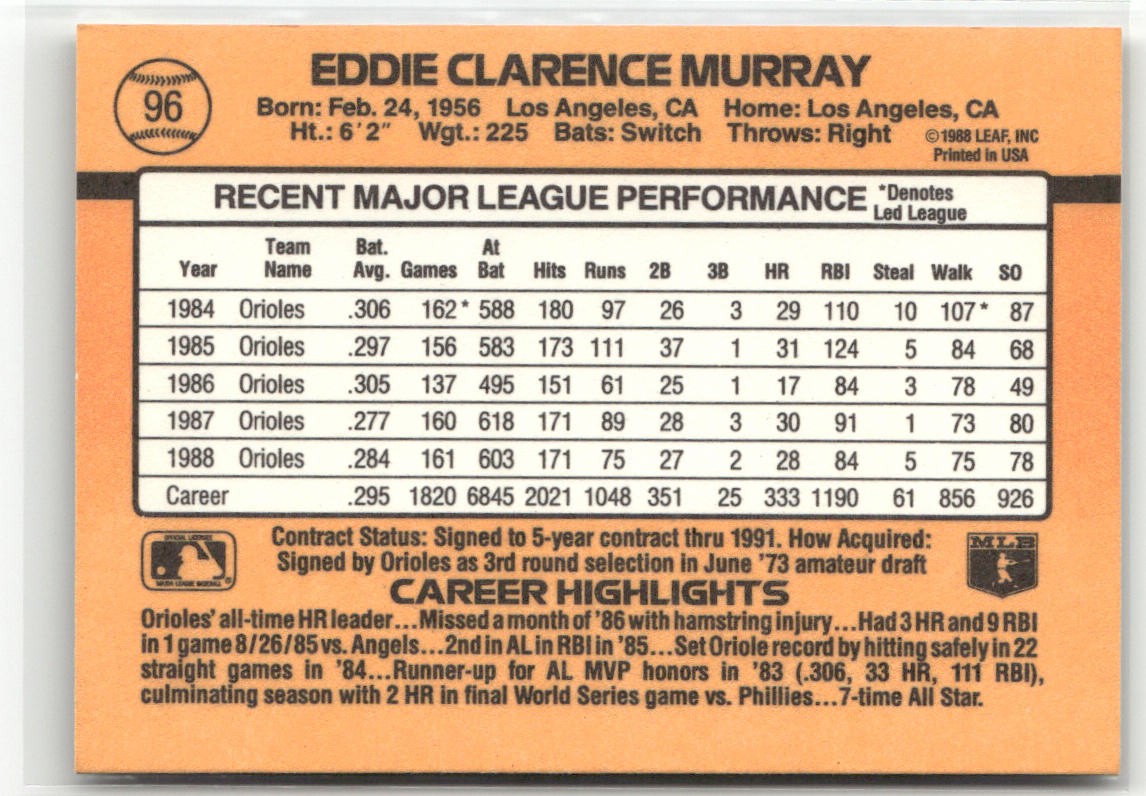 EDDIE CLARENCE MURRAY
96
Born: Feb. 24, 1956 Los Angeles, CA Home: Los Angeles, CA
Ht.: 6'2" Wgt.: 225 Bats: Switch Throws: Right ©1988 LEAF, INC
Printed in USA
RECENT MAJOR LEAGUE PERFORMANCE *Denotes
Led League
Year Team Name Bat. Avg. Games At Bat Hits Runs 2B 3B HR RBI Steal Walk SO
1984 Orioles .306 162* 588 180 97 26 3 29 110 10 107* 87
1985 Orioles .297 156 583 173 111 37 1 31 124 5 84 68
1986 Orioles .305 137 495 151 61 25 1 17 84 3 78 49
1987 Orioles .277 160 618 171 89 28 3 30 91 1 73 80
1988 Orioles .284 161 603 171 75 27 2 28 84 5 75 78
Career .295 1820 6845 2021 1048 351 25 333 1190 61 856 926
Contract Status: Signed to 5-year contract thru 1991. How Acquired:
Signed by Orioles as 3rd round selection in June '73 amateur draft
OFFICIAL LICENSEE
MAJOR LEAGUE BASEBALL
MLB
CAREER HIGHLIGHTS
Orioles' all-time HR leader...Missed a month of '86 with hamstring injury...Had 3 HR and 9 RBI
in 1 game 8/26/85 vs. Angels...2nd in AL in RBI in '85...Set Oriole record by hitting safely in 22
straight games in '84...Runner-up for AL MVP honors in '83 (.306, 33 HR, 111 RBI),
culminating season with 2 HR in final World Series game vs. Phillies...7-time All Star.